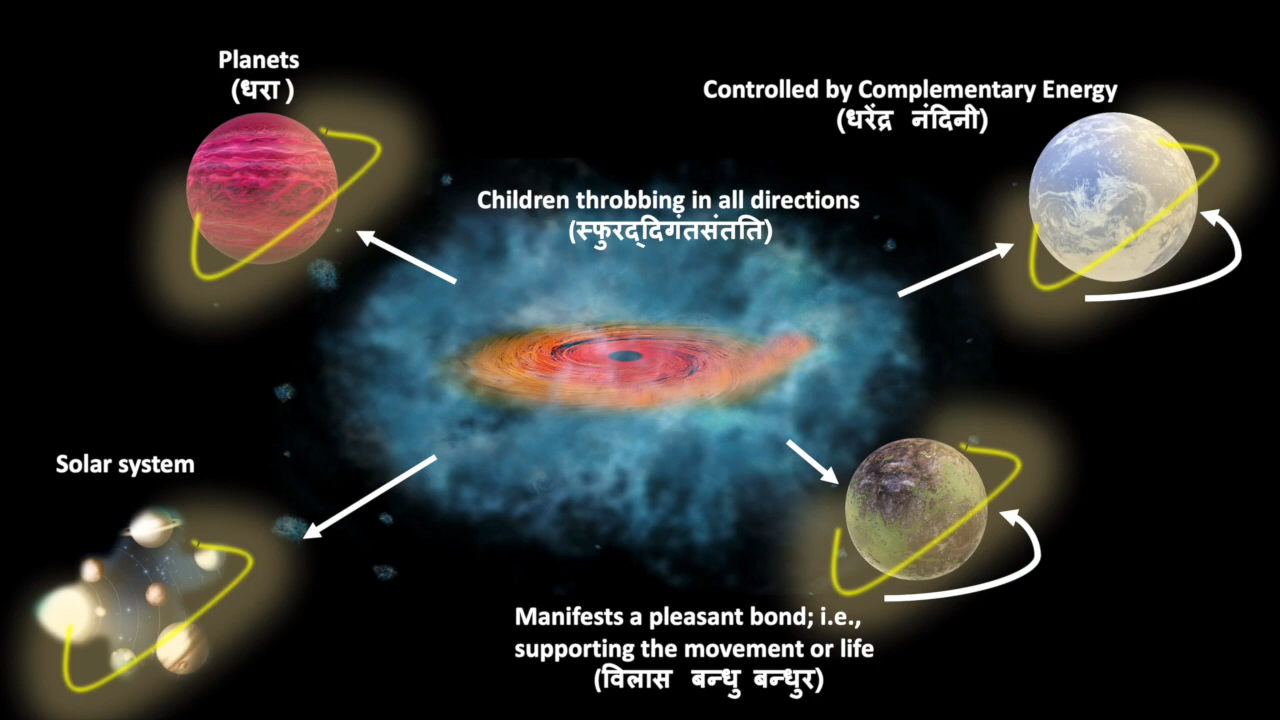 Planets
(धरा )
Controlled by Complementary Energy
(धरेंद्र नंदिनी)
Children throbbing in all directions
(स्फुरद्दिगंतसंतति)
Solar system
Manifests a pleasant bond; i.e.,
supporting the movement or life
(विलास बन्धु बन्धुर)